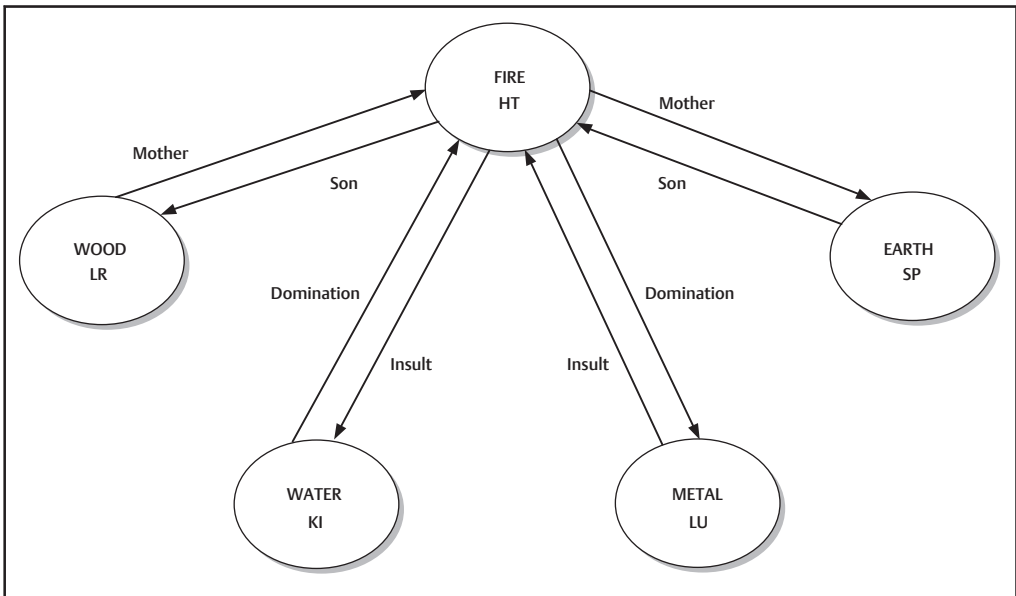 FIRE
HT
Mother
Mother
Son
Son
WOOD
LR
EARTH
SP
Domination
Domination
Insult
Insult
WATER
KI
METAL
LU